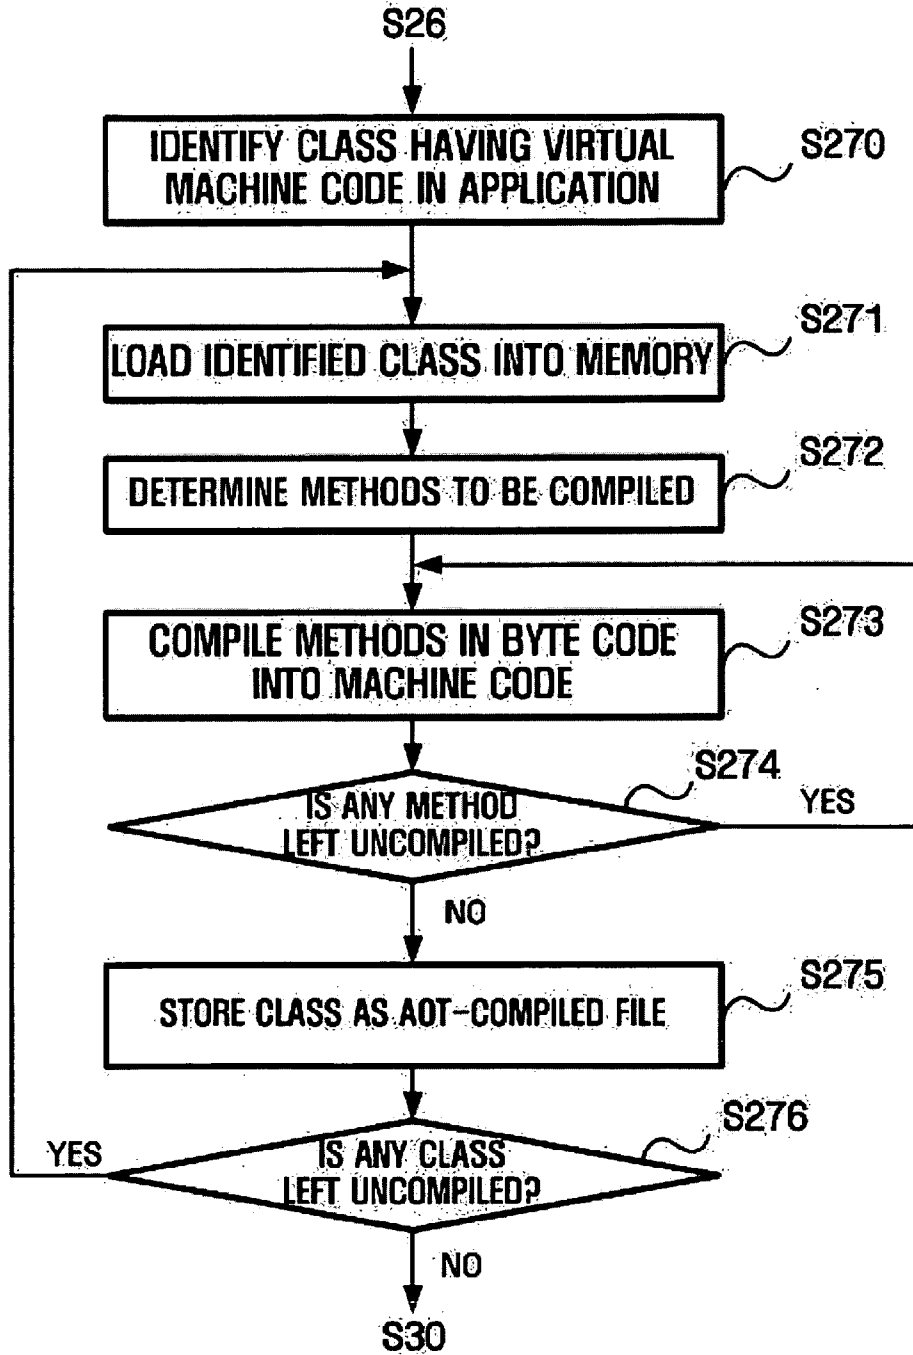 S26
IDENTIFY CLASS HAVING VIRTUAL
MACHINE CODE IN APPLICATION
S270
LOAD IDENTIFIED CLASS INTO MEMORY
S271
DETERMINE METHODS TO BE COMPILED
S272
COMPILE METHODS IN BYTE CODE
INTO MACHINE CODE
S273
IS ANY METHOD
LEFT UNCOMPILED?
S274
YES
NO
STORE CLASS AS AOT-COMPILED FILE
S275
IS ANY CLASS
LEFT UNCOMPILED?
S276
YES
NO
S30